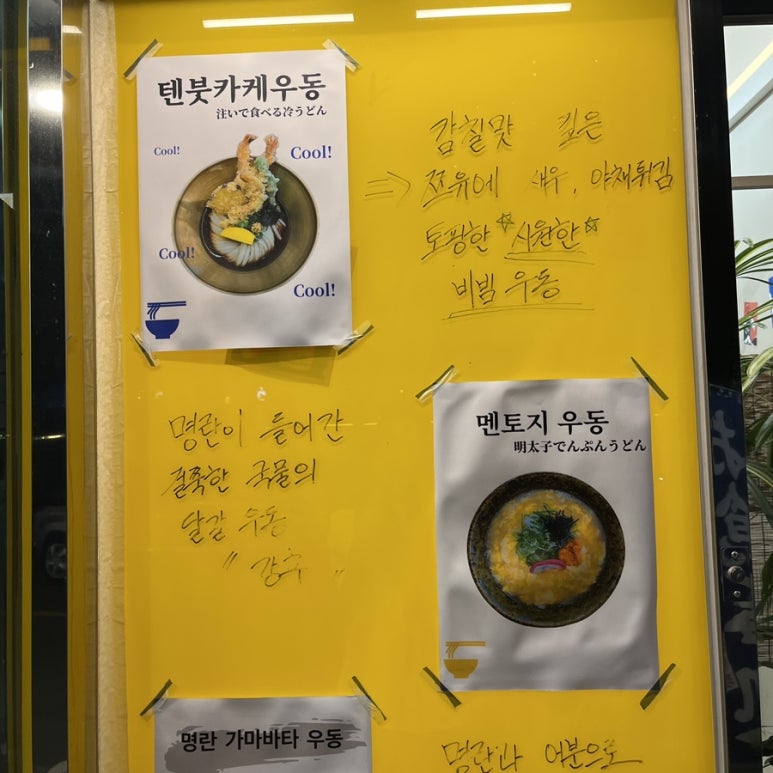 텐붓카케우동
注いで食べる冷うどん
Cool!
Cool!
Cool!
Cool!
감칠맛 깊은
⇒ 쯔유에 새우, 야채튀김
토핑한 ☆시원한☆
비빔 우동
명란이 들어간
걸쭉한 국물의
달걀 우동
"강추"
멘토지 우동
明太子でんぷんうどん
명란 가마바타 우동
명란과 어분으로